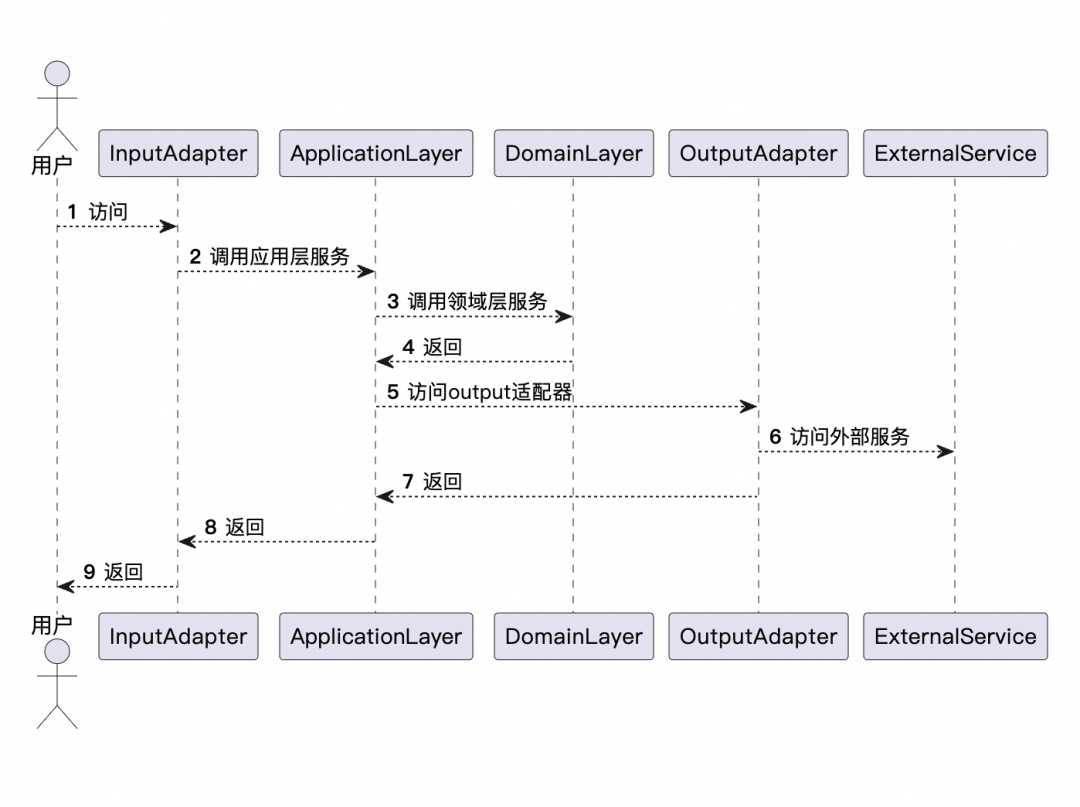 用户
InputAdapter
ApplicationLayer
DomainLayer
OutputAdapter
ExternalService
1 访问
2 调用应用层服务
3 调用领域层服务
4 返回
5 访问output适配器
6 访问外部服务
7 返回
8 返回
9 返回
用户
InputAdapter
ApplicationLayer
DomainLayer
OutputAdapter
ExternalService